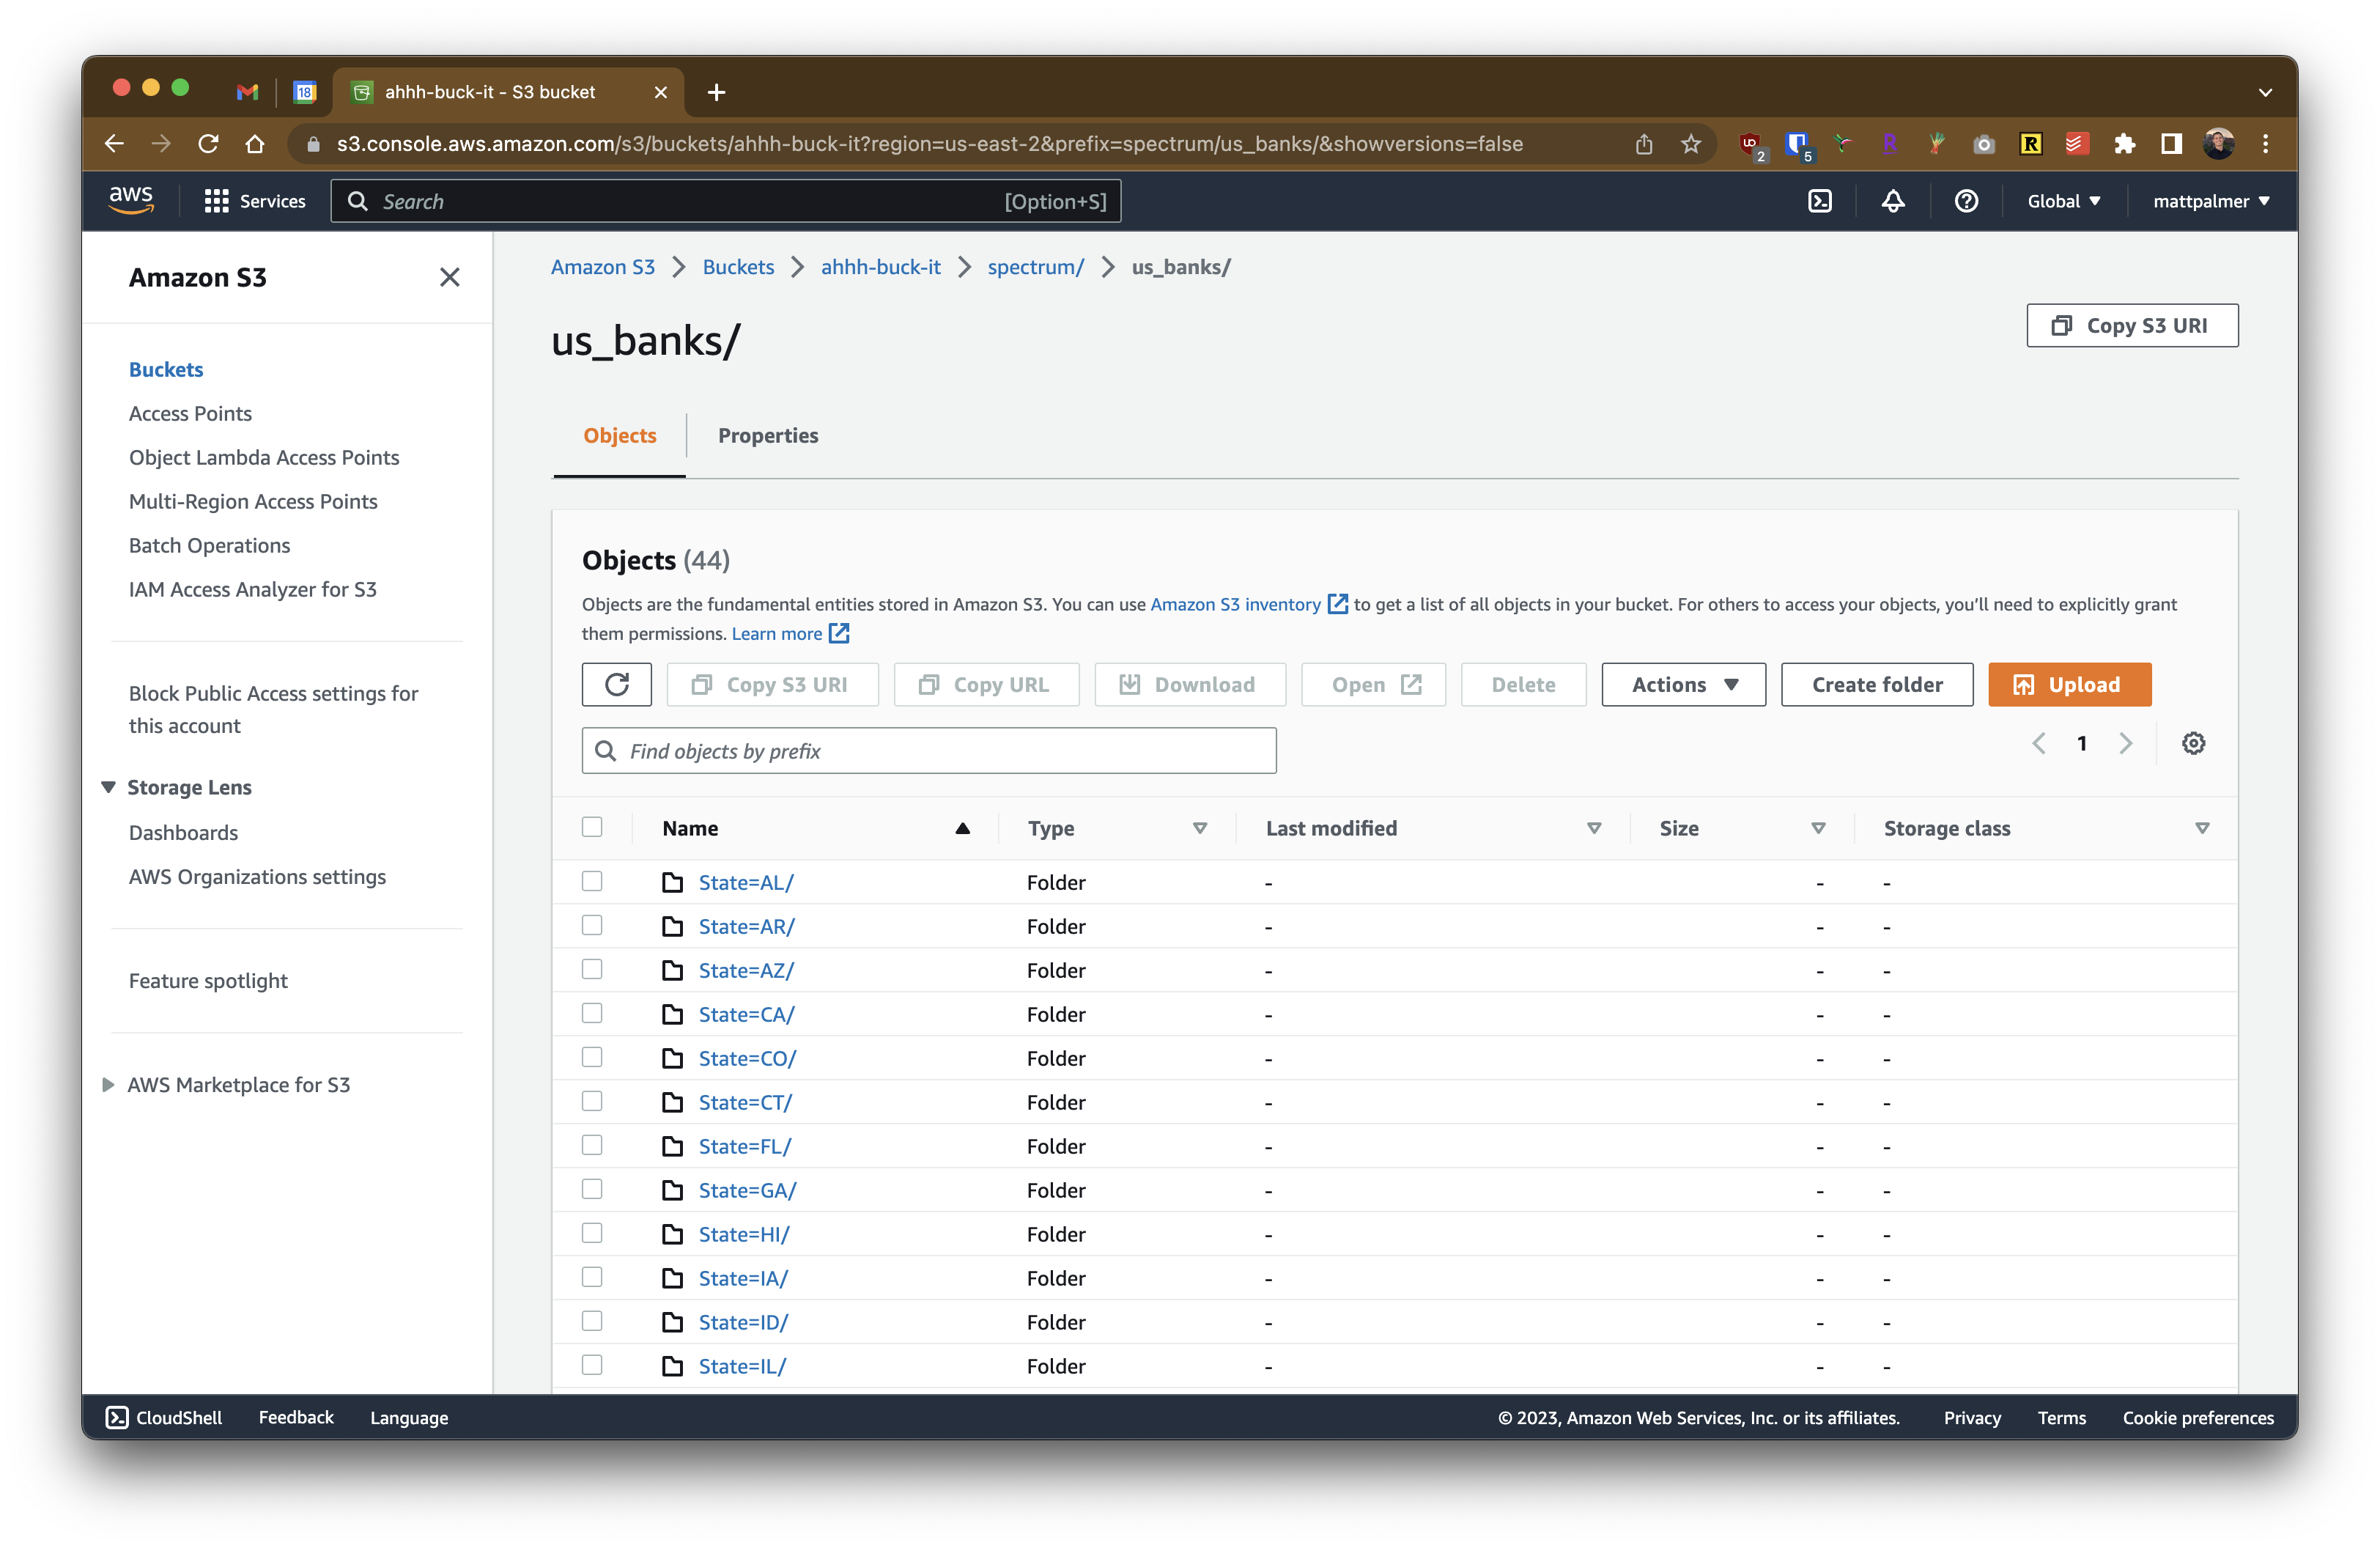 18
ahhh-buck-it - S3 bucket
s3.console.aws.amazon.com/s3/buckets/ahhh-buck-it?region=us-east-2&prefix=spectrum/us_banks/&showversions=false
2
5
R
R
aws
Services
Search
[Option+S]
Global
mattpalmer
Amazon S3
Buckets
Access Points
Object Lambda Access Points
Multi-Region Access Points
Batch Operations
IAM Access Analyzer for S3
Block Public Access settings for
this account
Storage Lens
Dashboards
AWS Organizations settings
Feature spotlight
AWS Marketplace for S3
Amazon S3 > Buckets > ahhh-buck-it > spectrum/ > us_banks/
us_banks/
Copy S3 URI
Objects
Properties
Objects (44)
Objects are the fundamental entities stored in Amazon S3. You can use Amazon S3 inventory to get a list of all objects in your bucket. For others to access your objects, you’ll need to explicitly grant
them permissions. Learn more
Copy S3 URI
Copy URL
Download
Open
Delete
Actions
Create folder
Upload
Find objects by prefix
1
Name Type Last modified Size Storage class
State=AL/ Folder - - -
State=AR/ Folder - - -
State=AZ/ Folder - - -
State=CA/ Folder - - -
State=CO/ Folder - - -
State=CT/ Folder - - -
State=FL/ Folder - - -
State=GA/ Folder - - -
State=HI/ Folder - - -
State=IA/ Folder - - -
State=ID/ Folder - - -
State=IL/ Folder - - -
CloudShell
Feedback
Language
© 2023, Amazon Web Services, Inc. or its affiliates.
Privacy
Terms
Cookie preferences